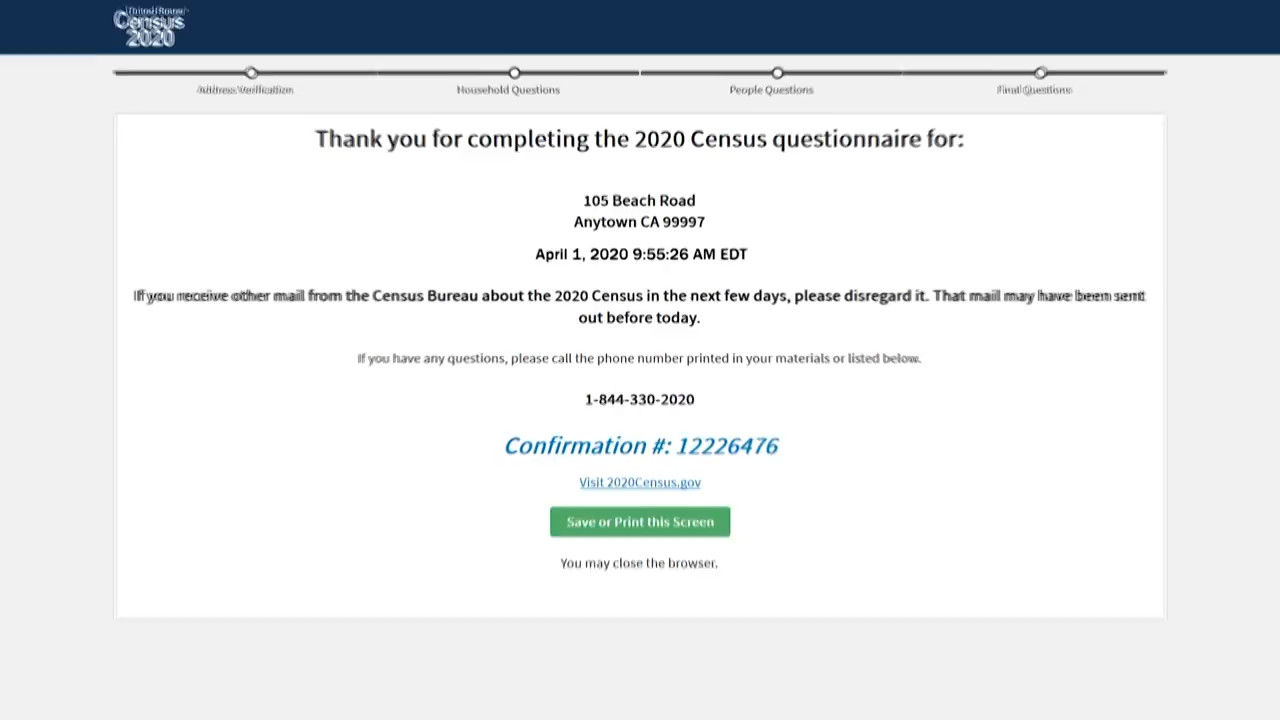 United States®
Census
2020
Address Verification
Household Questions
People Questions
Final Questions
Thank you for completing the 2020 Census questionnaire for:
105 Beach Road
Anytown CA 99997
April 1, 2020 9:55:26 AM EDT
If you receive other mail from the Census Bureau about the 2020 Census in the next few days, please disregard it. That mail may have been sent
out before today.
If you have any questions, please call the phone number printed in your materials or listed below.
1-844-330-2020
Confirmation #: 12226476
Visit 2020Census.gov
Save or Print this Screen
You may close the browser.